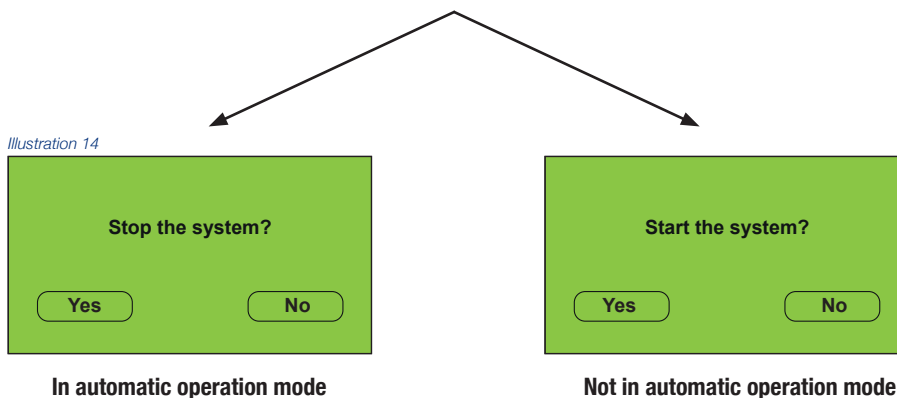 Illustration 14
Stop the system?
Yes No
In automatic operation mode
Start the system?
Yes No
Not in automatic operation mode